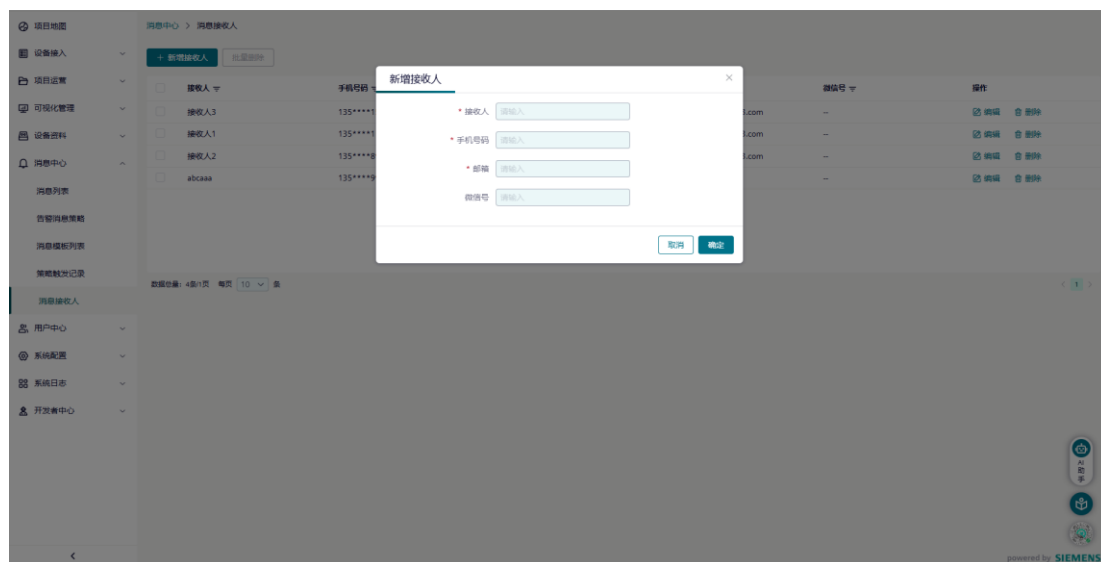 项目地图
消息中心 > 消息接收人
设备接入
+ 新增接收人 批量删除
项目运营
新增接收人
可视化管理
接收人 手机号码 微信号 操作
接收人3 135****1 l.com -- 编辑 删除
设备资料
接收人1 135****1 l.com -- 编辑 删除
消息中心
接收人2 135****8 l.com -- 编辑 删除
abcaaa 135****9 -- 编辑 删除
* 接收人 请输入
* 手机号码 请输入
* 邮箱 请输入
微信号 请输入
取消 确定
消息列表
告警消息策略
消息模板列表
策略触发记录
数据总量: 4条/1页 每页 10 条
1
消息接收人
用户中心
系统配置
系统日志
开发者中心
AI助手
powered by SIEMENS